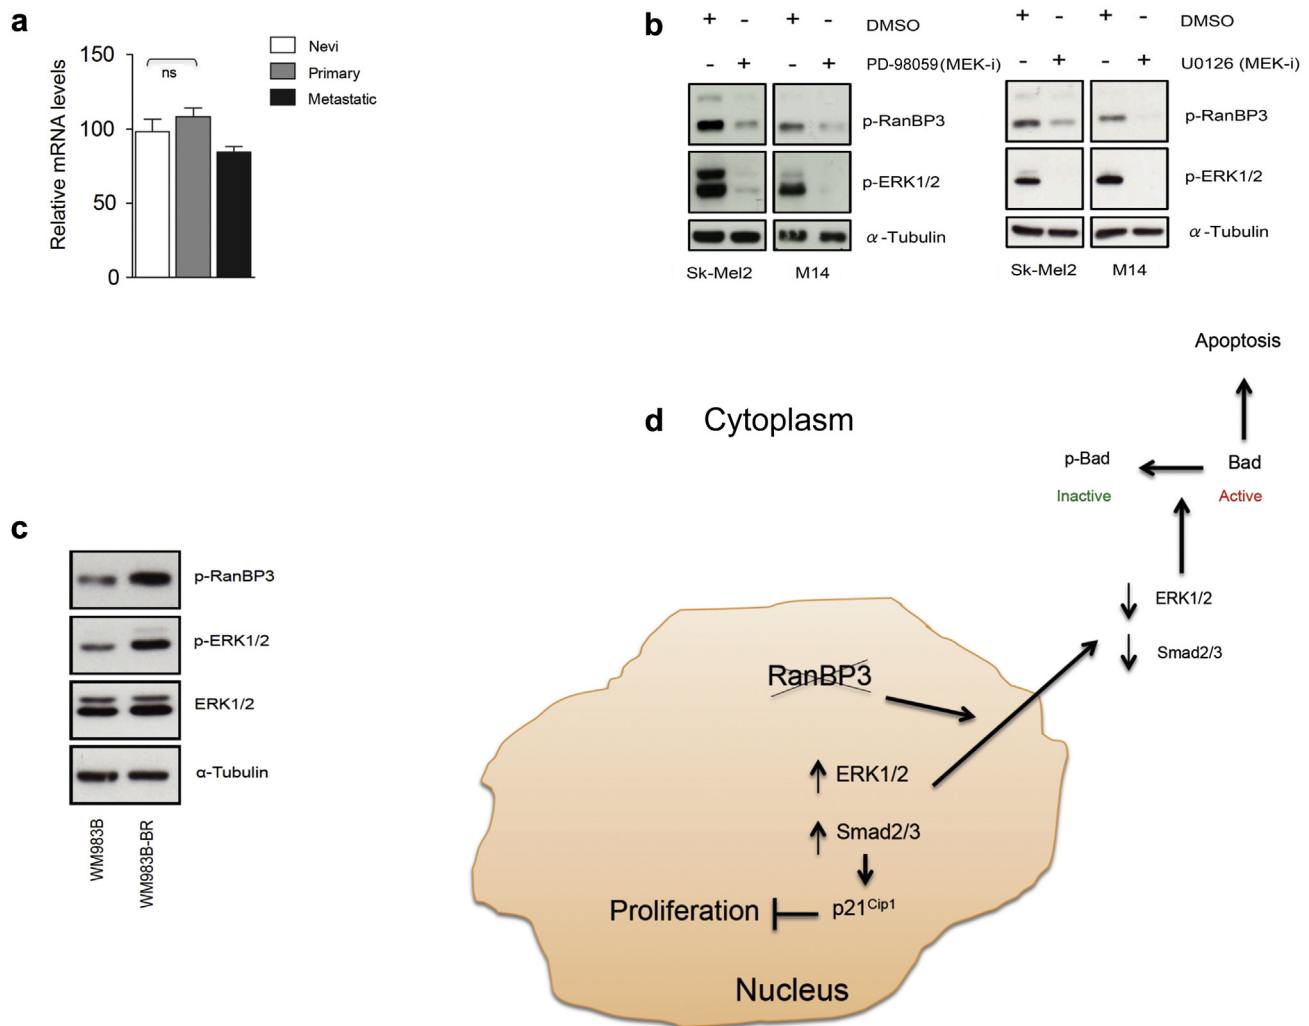 a
150
100
50
0
Relative mRNA levels
ns
Nevi
Primary
Metastatic
b
+ - + - DMSO
- + - + PD-98059(MEK-i)
p-RanBP3
p-ERK1/2
α-Tubulin
Sk-Mel2 M14
+ - + - DMSO
- + - + U0126 (MEK-i)
p-RanBP3
p-ERK1/2
α-Tubulin
Sk-Mel2 M14
c
p-RanBP3
p-ERK1/2
ERK1/2
α-Tubulin
WM983B
WM983B-BR
d Cytoplasm
Apoptosis
p-Bad Bad
Inactive Active
ERK1/2
Smad2/3
RanBP3
ERK1/2
Smad2/3
Proliferation p21Cip1
Nucleus